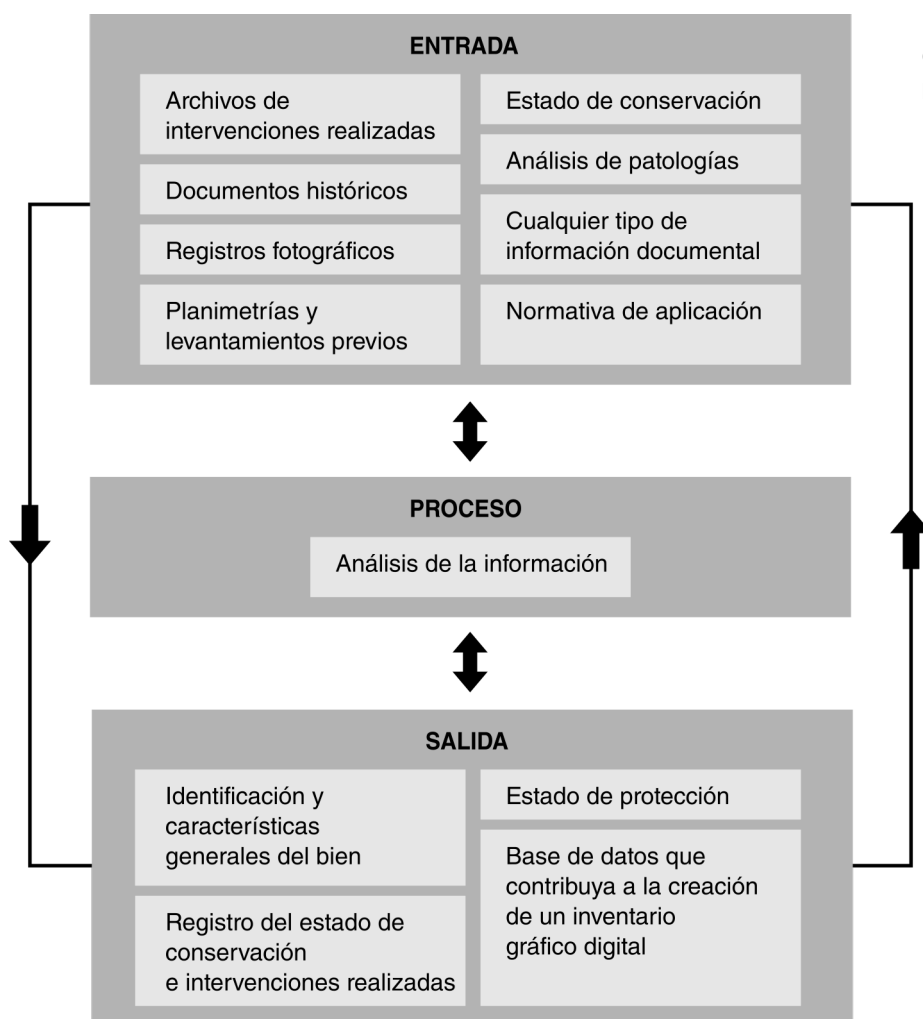 ENTRADA
Archivos de
intervenciones realizadas
Documentos históricos
Registros fotográficos
Planimetrías y
levantamientos previos
Estado de conservación
Análisis de patologías
Cualquier tipo de
información documental
Normativa de aplicación
PROCESO
Análisis de la información
SALIDA
Identificación y
característíficas
generales del bien
Registro del estado de
conservación
e intervenciones realizadas
Estado de protección
Base de datos que
contribuya a la creación
de un inventario
gráfico digital